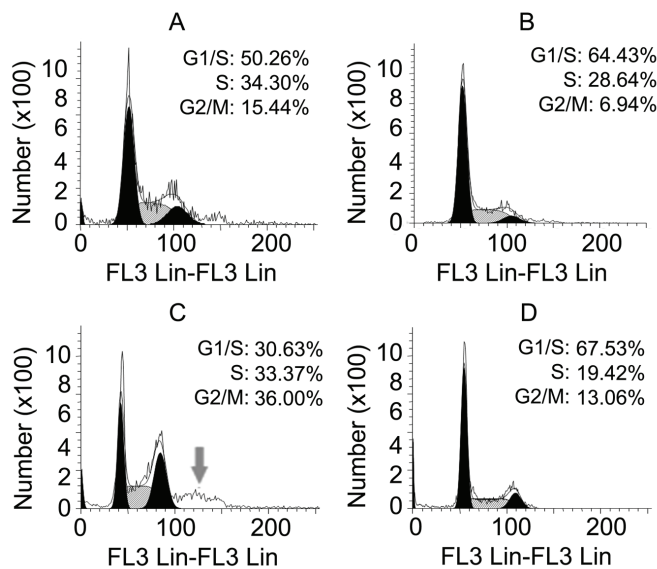 A
G1/S: 50.26%
S: 34.30%
G2/M: 15.44%
Number (x100)
10
8
6
4
2
0
0
100
200
FL3 Lin-FL3 Lin
B
G1/S: 64.43%
S: 28.64%
G2/M: 6.94%
Number (x100)
10
8
6
4
2
0
0
100
200
FL3 Lin-FL3 Lin
C
G1/S: 30.63%
S: 33.37%
G2/M: 36.00%
Number (x100)
10
8
6
4
2
0
0
100
200
FL3 Lin-FL3 Lin
D
G1/S: 67.53%
S: 19.42%
G2/M: 13.06%
Number (x100)
10
8
6
4
2
0
0
100
200
FL3 Lin-FL3 Lin